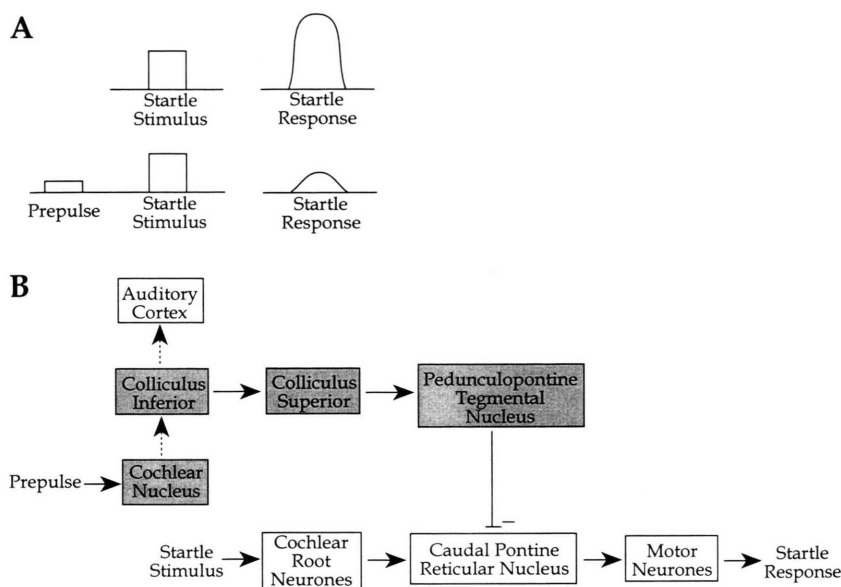 A
Startle
Stimulus
Startle
Response
Prepulse
Startle
Stimulus
Startle
Response
B
Auditory
Cortex
Colliculus
Inferior
Colliculus
Superior
Pedunculopontine
Tegmental
Nucleus
Prepulse
Cochlear
Nucleus
–
Startle
Stimulus
Cochlear
Root
Neurones
Caudal Pontine
Reticular Nucleus
Motor
Neurones
Startle
Response